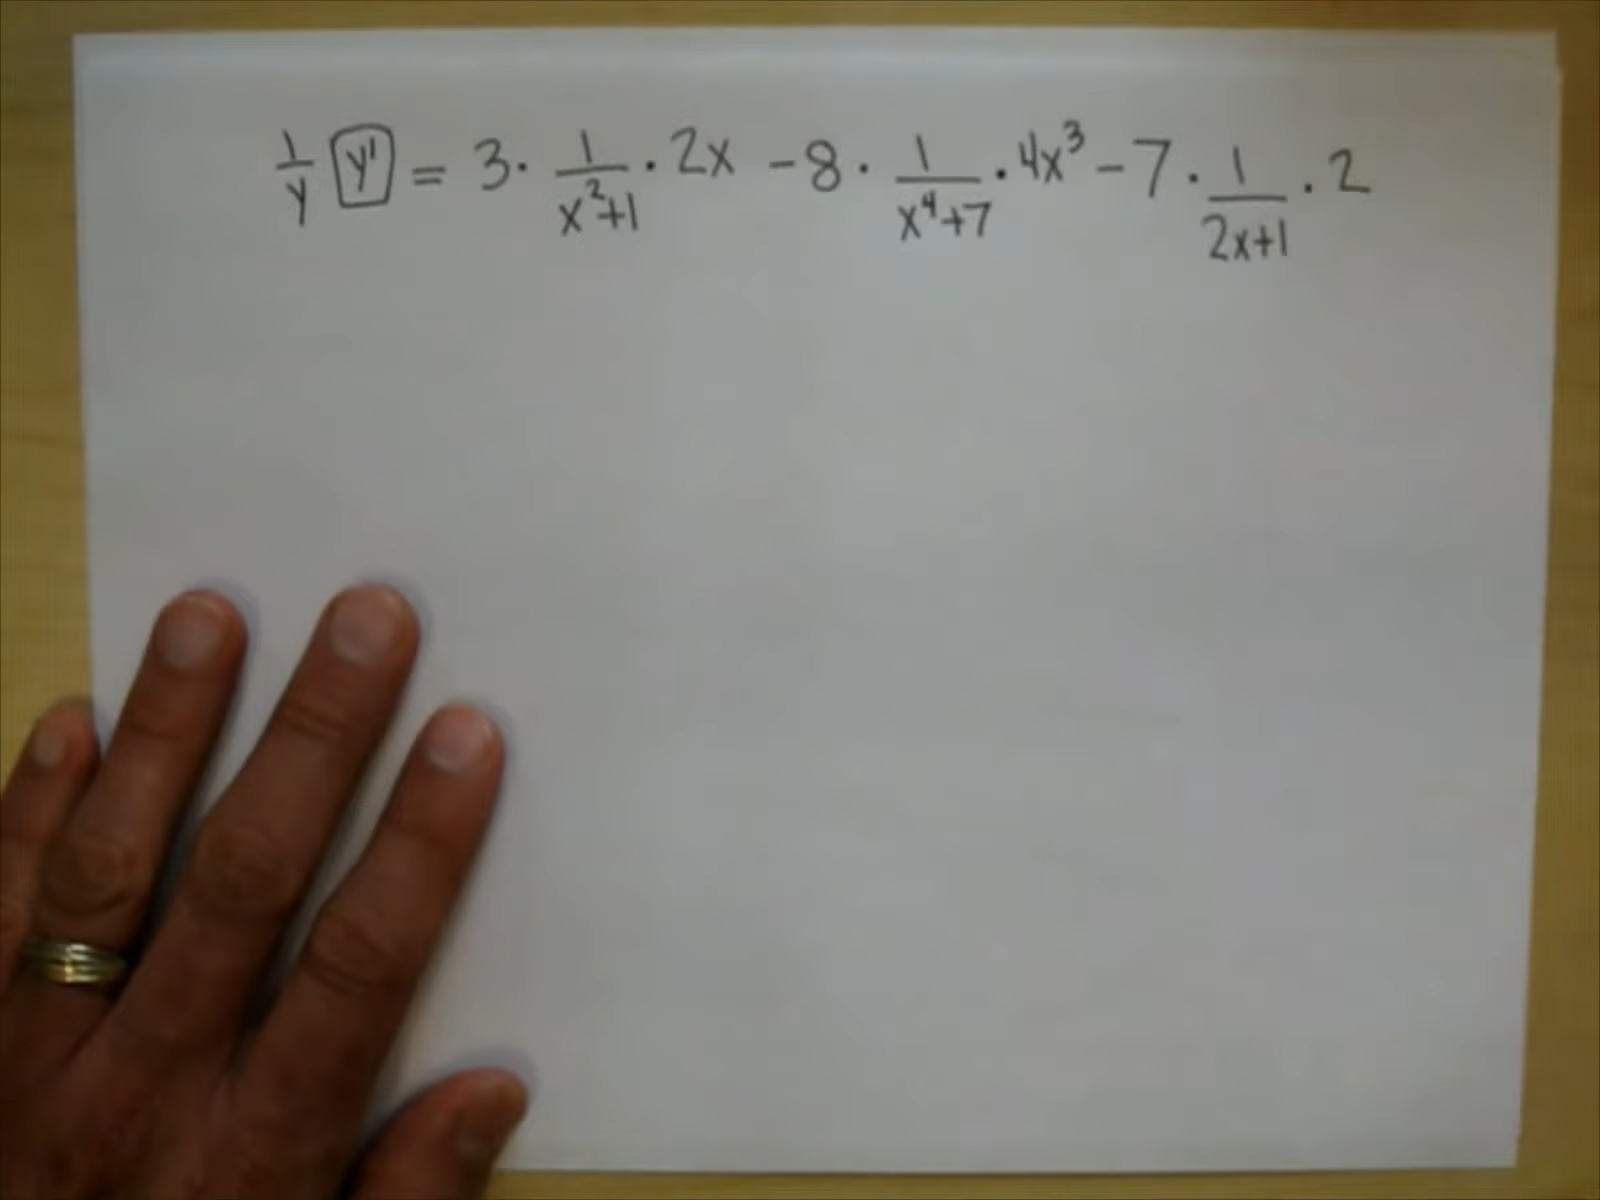 1/y y' = 3 · 1/(x²+1) · 2x − 8 · 1/(x⁴+7) · 4x³ − 7 · 1/(2x+1) · 2